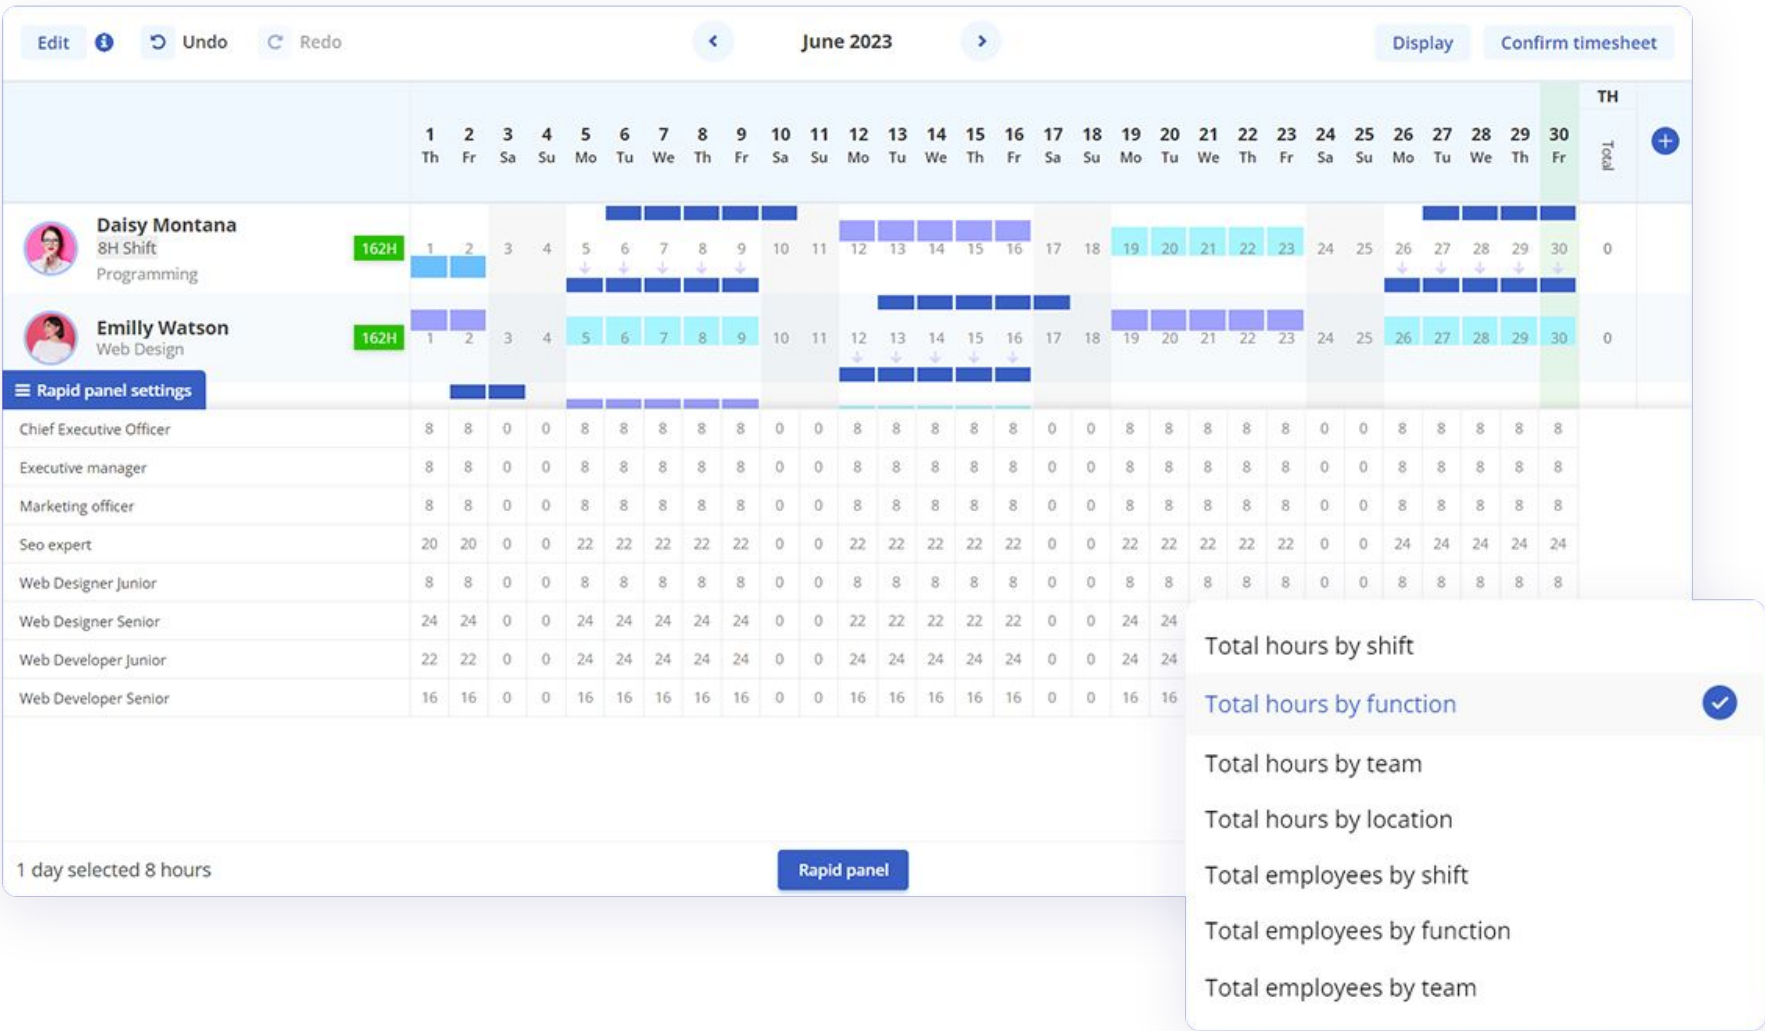 Edit Undo Redo June 2023 Display Confirm timesheet
TH
1 2 3 4 5 6 7 8 9 10 11 12 13 14 15 16 17 18 19 20 21 22 23 24 25 26 27 28 29 30
Th Fr Sa Su Mo Tu We Th Fr Sa Su Mo Tu We Th Fr Sa Su Mo Tu We Th Fr Sa Su Mo Tu We Th Fr Total
Daisy Montana
8H Shift 162H 1 2 3 4 5 6 7 8 9 10 11 12 13 14 15 16 17 18 19 20 21 22 23 24 25 26 27 28 29 30 0
Programming
Emilly Watson
Web Design 162H 1 2 3 4 5 6 7 8 9 10 11 12 13 14 15 16 17 18 19 20 21 22 23 24 25 26 27 28 29 30 0
Rapid panel settings
Chief Executive Officer 8 8 0 0 8 8 8 8 8 0 0 8 8 8 8 8 0 0 8 8 8 8 8 0 0 8 8 8 8 8
Executive manager 8 8 0 0 8 8 8 8 8 0 0 8 8 8 8 8 0 0 8 8 8 8 8 0 0 8 8 8 8 8
Marketing officer 8 8 0 0 8 8 8 8 8 0 0 8 8 8 8 8 0 0 8 8 8 8 8 0 0 8 8 8 8 8
Seo expert 20 20 0 0 22 22 22 22 22 0 0 22 22 22 22 22 0 0 22 22 22 22 22 0 0 24 24 24 24 24
Web Designer Junior 8 8 0 0 8 8 8 8 8 0 0 8 8 8 8 8 0 0 8 8 8 8 8 0 0 8 8 8 8 8
Web Designer Senior 24 24 0 0 24 24 24 24 24 0 0 22 22 22 22 22 0 0 24 24
Web Developer Junior 22 22 0 0 24 24 24 24 24 0 0 24 24 24 24 24 0 0 24 24
Web Developer Senior 16 16 0 0 16 16 16 16 16 0 0 16 16 16 16 16 0 0 16 16
1 day selected 8 hours
Rapid panel
Total hours by shift
Total hours by function
Total hours by team
Total hours by location
Total employees by shift
Total employees by function
Total employees by team